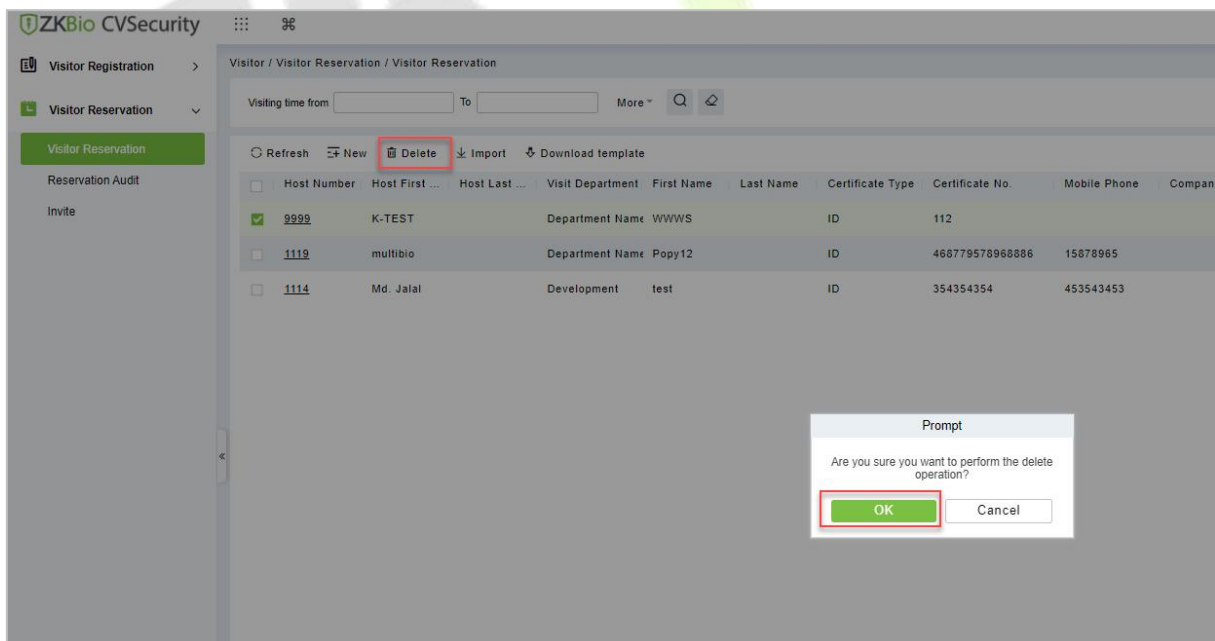 ZKBio CVSecurity
Visitor Registration
Visitor Reservation
Visitor Reservation
Reservation Audit
Invite
Visitor / Visitor Reservation / Visitor Reservation
Visiting time from To More
Refresh New Delete Import Download template
Host Number Host First ... Host Last ... Visit Department First Name Last Name Certificate Type Certificate No. Mobile Phone Compan
9999 K-TEST Department Name WWWS ID 112
1119 multibio Department Name Popy12 ID 468779578968886 15878965
1114 Md. Jalal Development test ID 354354354 453543453
Prompt
Are you sure you want to perform the delete
operation?
OK Cancel